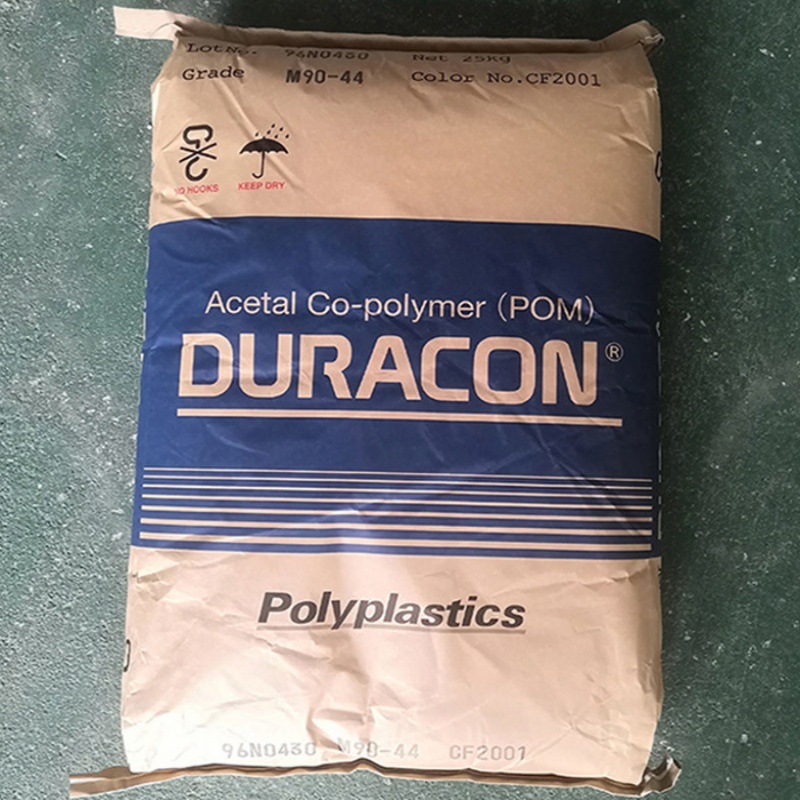 Lot No. 96N0430 Net 25Kg
Grade M90-44 Color No.CF2001
NO HOOKS KEEP DRY
Acetal Co-polymer (POM)
DURACON®
Polyplastics
96N0430 M90-44 CF2001